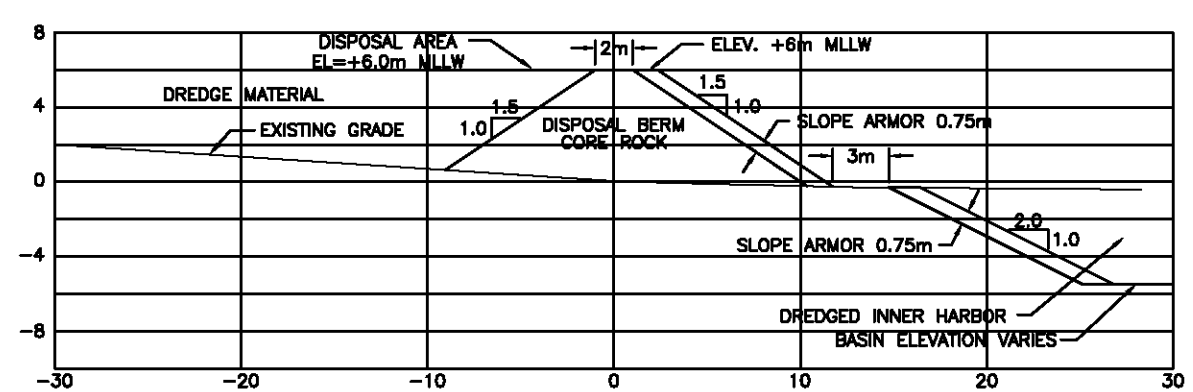 8
4
0
-4
-8
-30
-20
-10
0
10
20
30
DISPOSAL AREA
EL=+6.0m MLLW
2m
ELEV. +6m MLLW
DREDGE MATERIAL
EXISTING GRADE
1.5
1.0
DISPOSAL BERM
CORE ROCK
1.5
1.0
SLOPE ARMOR 0.75m
3m
SLOPE ARMOR 0.75m
2.0
1.0
DREDGED INNER HARBOR
BASIN ELEVATION VARIES